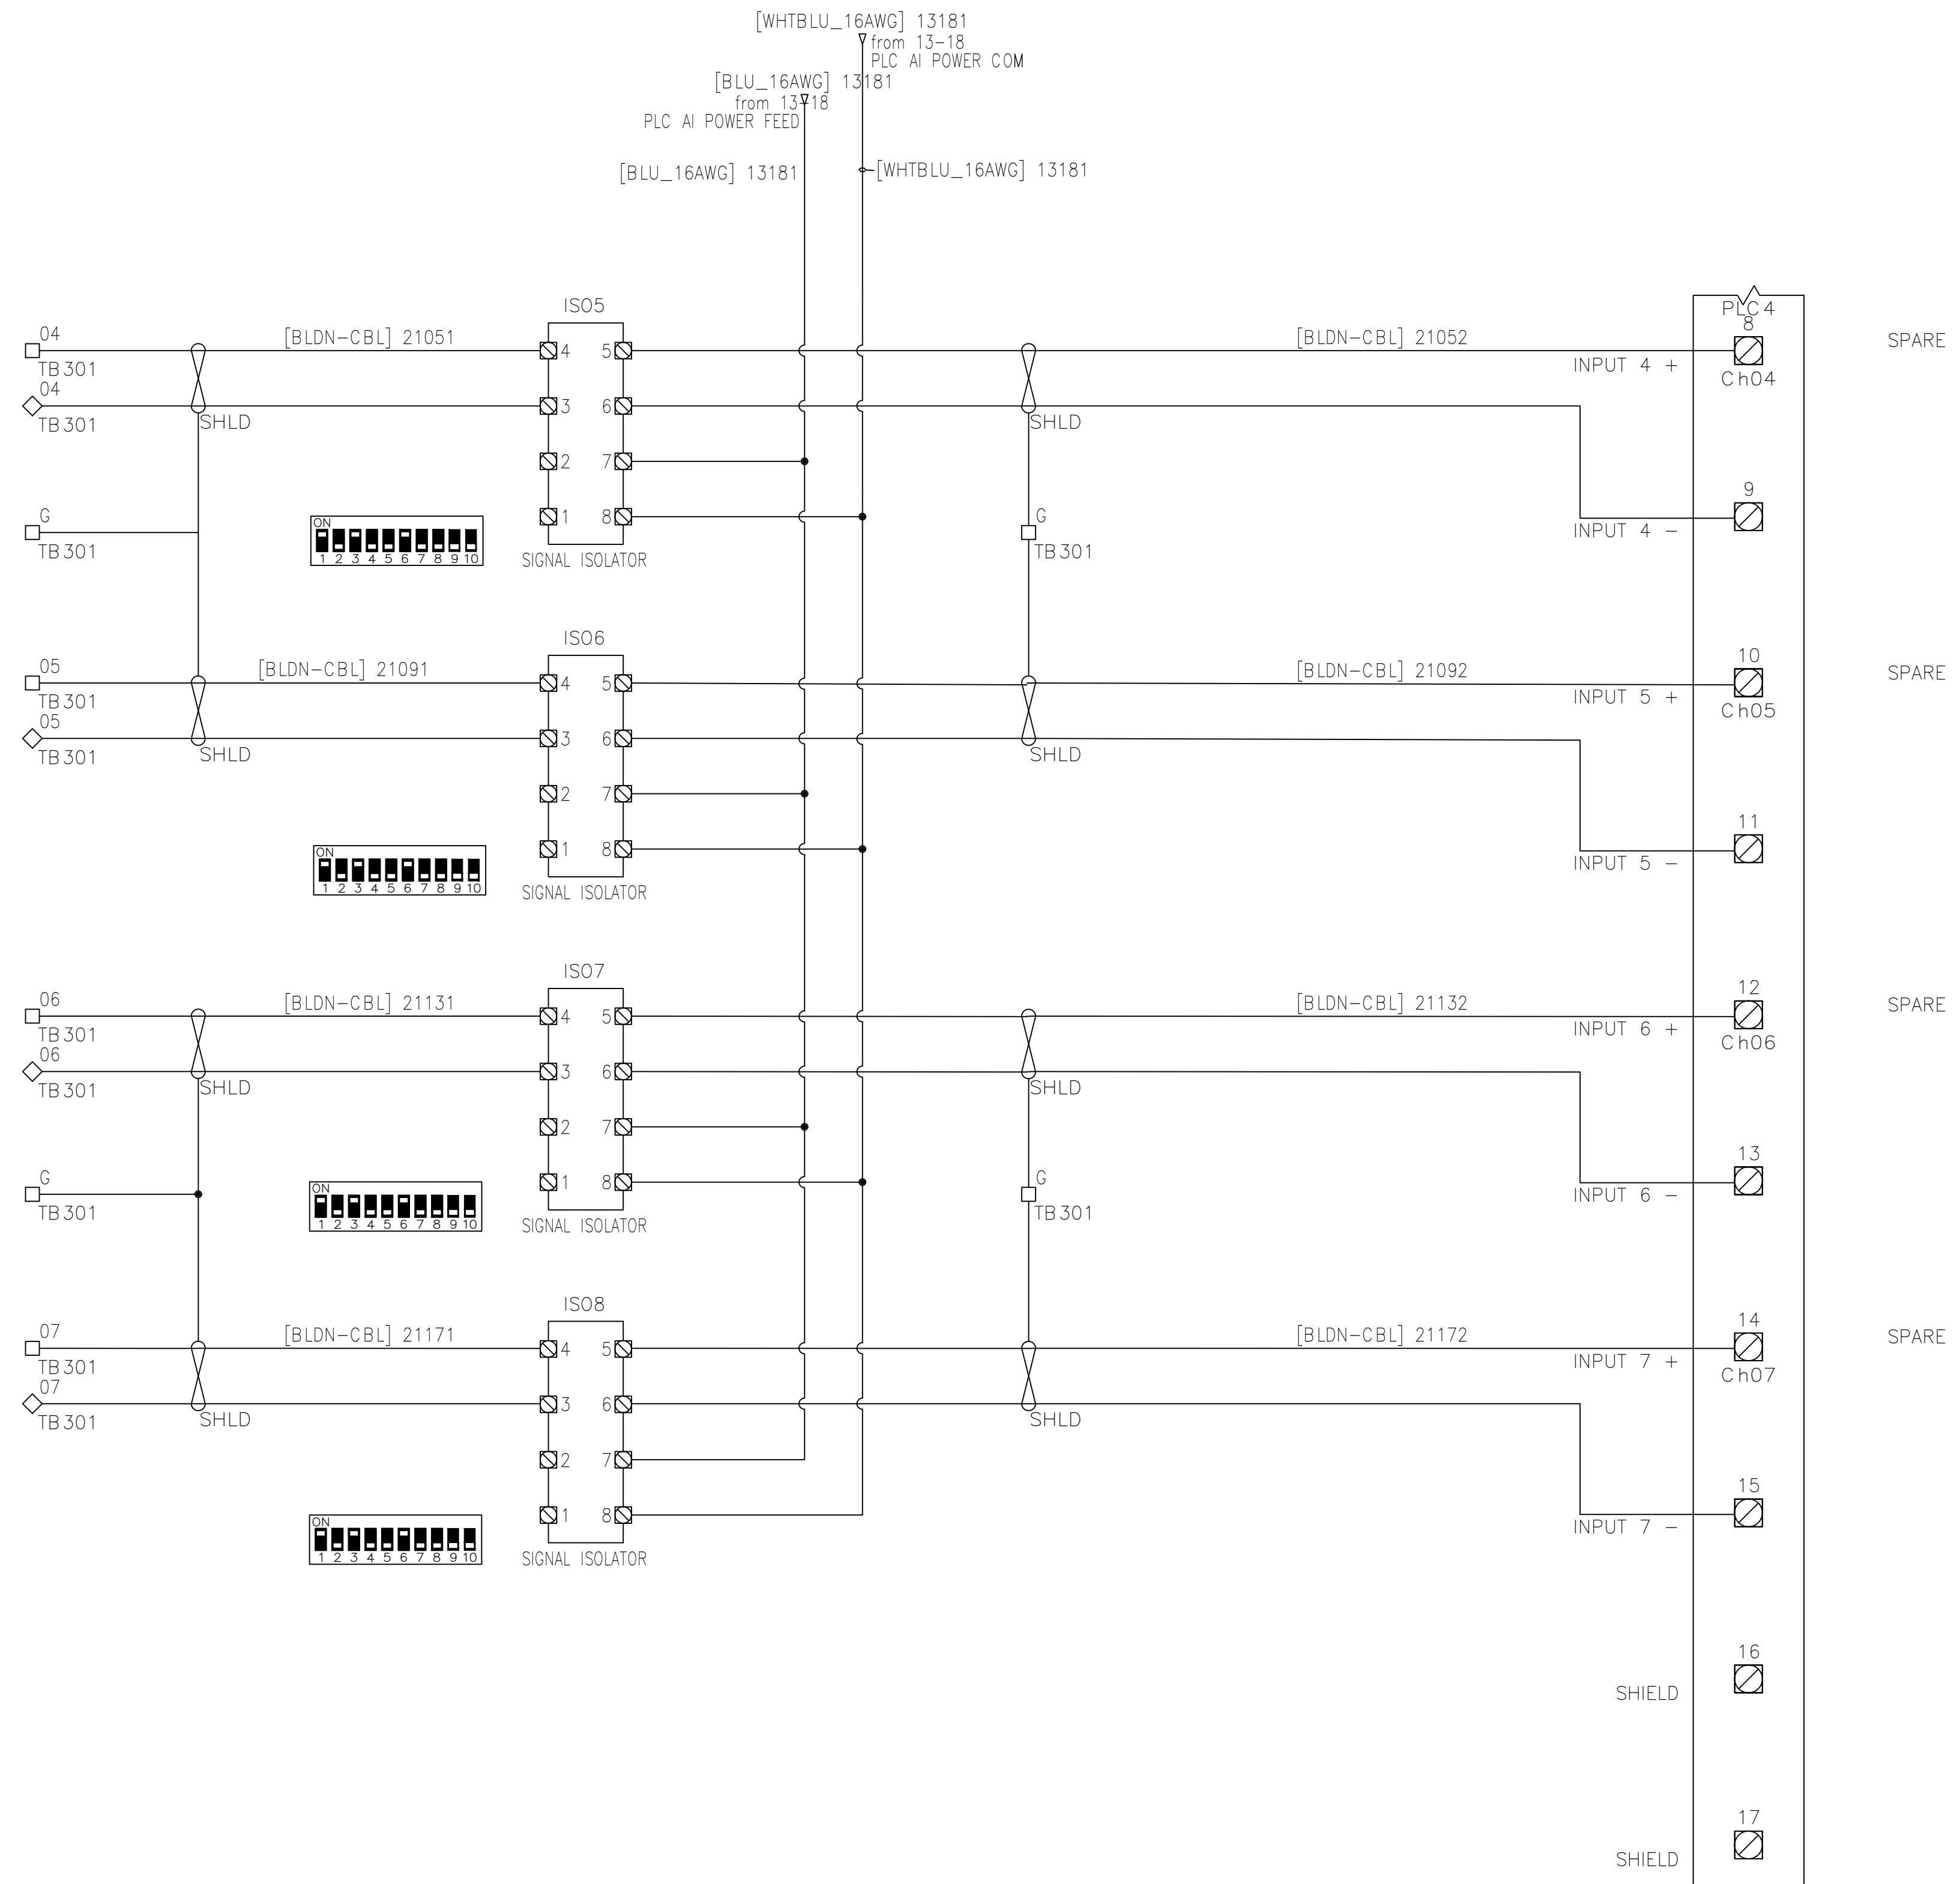 [WHTBLU_16AWG] 13181
from 13-18
PLC AI POWER COM
[BLU_16AWG] 13181
from 13-18
PLC AI POWER FEED
[BLU_16AWG] 13181
[WHTBLU_16AWG] 13181
ISO5
PLC4
04
[BLDN-CBL] 21051
4 5
[BLDN-CBL] 21052
8
SPARE
TB301
INPUT 4 +
Ch04
04
3 6
TB301
SHLD
SHLD
2 7
9
G
ON
1 8
G
TB301
1 2 3 4 5 6 7 8 9 10
SIGNAL ISOLATOR
TB301
INPUT 4 -
ISO6
05
[BLDN-CBL] 21091
4 5
[BLDN-CBL] 21092
10
SPARE
TB301
INPUT 5 +
Ch05
05
3 6
TB301
SHLD
SHLD
2 7
11
ON
1 8
1 2 3 4 5 6 7 8 9 10
SIGNAL ISOLATOR
INPUT 5 -
ISO7
06
[BLDN-CBL] 21131
4 5
[BLDN-CBL] 21132
12
SPARE
TB301
INPUT 6 +
Ch06
06
3 6
TB301
SHLD
SHLD
2 7
13
G
ON
1 8
G
TB301
1 2 3 4 5 6 7 8 9 10
SIGNAL ISOLATOR
TB301
INPUT 6 -
ISO8
07
[BLDN-CBL] 21171
4 5
[BLDN-CBL] 21172
14
SPARE
TB301
INPUT 7 +
Ch07
07
3 6
TB301
SHLD
SHLD
2 7
15
ON
1 8
1 2 3 4 5 6 7 8 9 10
SIGNAL ISOLATOR
INPUT 7 -
16
SHIELD
17
SHIELD